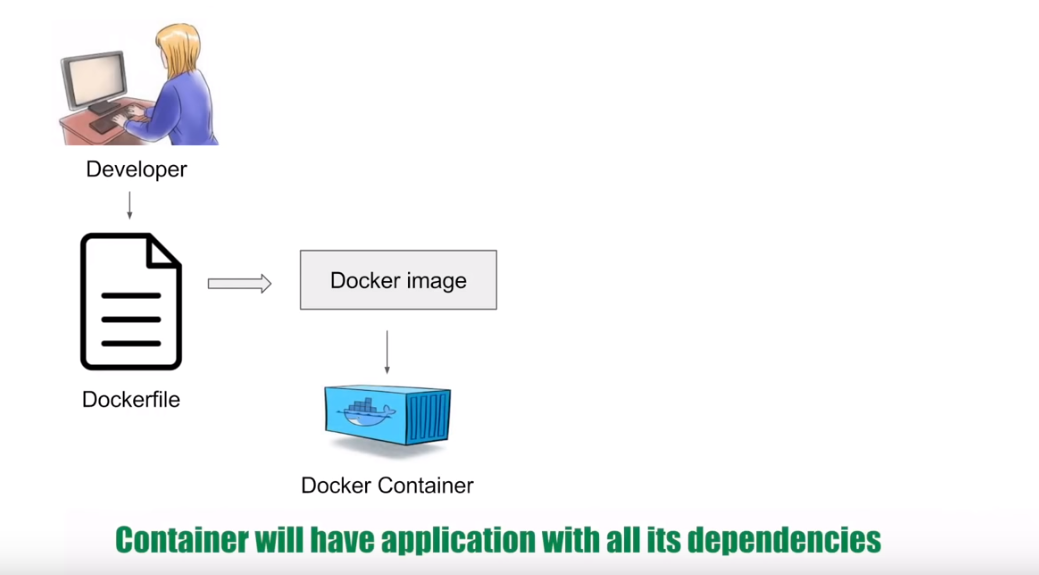 Developer
Docker image
Dockerfile
Docker Container
Container will have application with all its dependencies